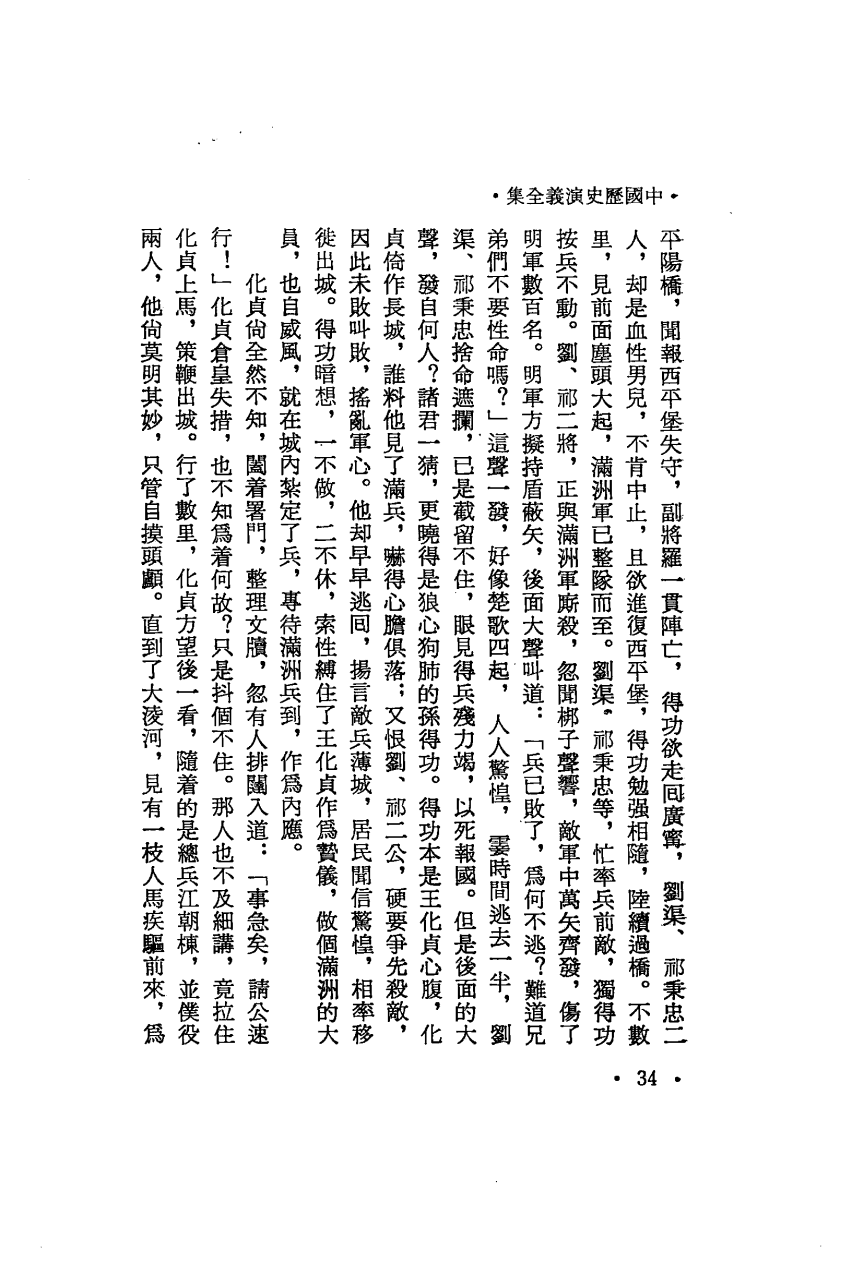 •中國歷史演義全集•
平陽橋，聞報西平堡失守，副將羅一貫陣亡，得功欲走回廣寧，劉渠、祁秉忠二
人，却是血性男兒，不肯中止，且欲進復西平堡，得功勉强相隨，陸續過橋。不數
里，見前面塵頭大起，滿洲軍已整隊而至。劉渠、祁秉忠等，忙率兵前敵，獨得功
按兵不動。劉、祁二將，正與滿洲軍厮殺，忽聞梆子聲響，敵軍中萬矢齊發，傷了
明軍數百名。明軍方擬持盾蔽矢，後面大聲叫道：「兵已敗了，爲何不逃？難道兄
弟們不要性命嗎？」這聲一發，好像楚歌四起，人人驚惶，霎時間逃去一半，劉
渠、祁秉忠捨命遮攔，已是截留不住，眼見得兵殘力竭，以死報國。但是後面的大
聲，發自何人？諸君一猜，更曉得是狼心狗肺的孫得功。得功本是王化貞心腹，化
貞倚作長城，誰料他見了滿兵，嚇得心膽俱落；又恨劉、祁二公，硬要爭先殺敵，
因此未敗叫敗，搖亂軍心。他却早早逃回，揚言敵兵薄城，居民聞信驚惶，相率移
徙出城。得功暗想，一不做，二不休，索性縛住了王化貞作爲贄儀，做個滿洲的大
員，也自威風，就在城內紮定了兵，專待滿洲兵到，作爲內應。
化貞尙全然不知，闔着署門，整理文牘，忽有人排闥入道：「事急矣，請公速
行！」化貞倉皇失措，也不知爲着何故？只是抖個不住。那人也不及細講，竟拉住
化貞上馬，策鞭出城。行了數里，化貞方望後一看，隨着的是總兵江朝棟，並僕役
兩人，他尙莫明其妙，只管自摸頭顱。直到了大淩河，見有一枝人馬疾驅前來，爲
• 34 •